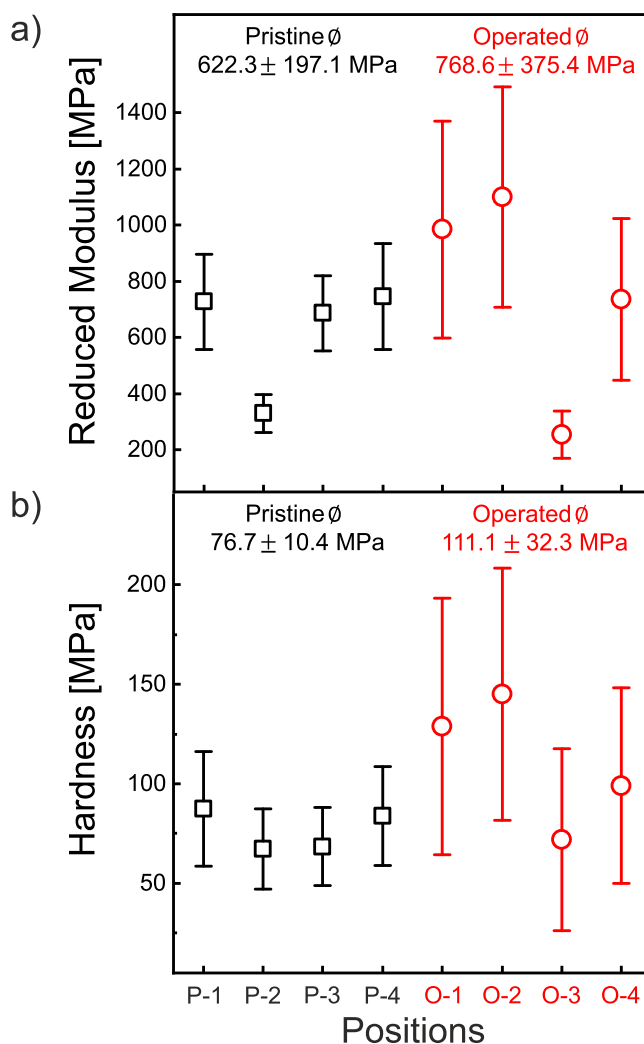 a)
Pristine Ø
622.3 ± 197.1 MPa
Operated Ø
768.6 ± 375.4 MPa
Reduced Modulus [MPa]
1400
1200
1000
800
600
400
200
b)
Pristine Ø
76.7 ± 10.4 MPa
Operated Ø
111.1 ± 32.3 MPa
Hardness [MPa]
200
150
100
50
P-1 P-2 P-3 P-4 O-1 O-2 O-3 O-4
Positions